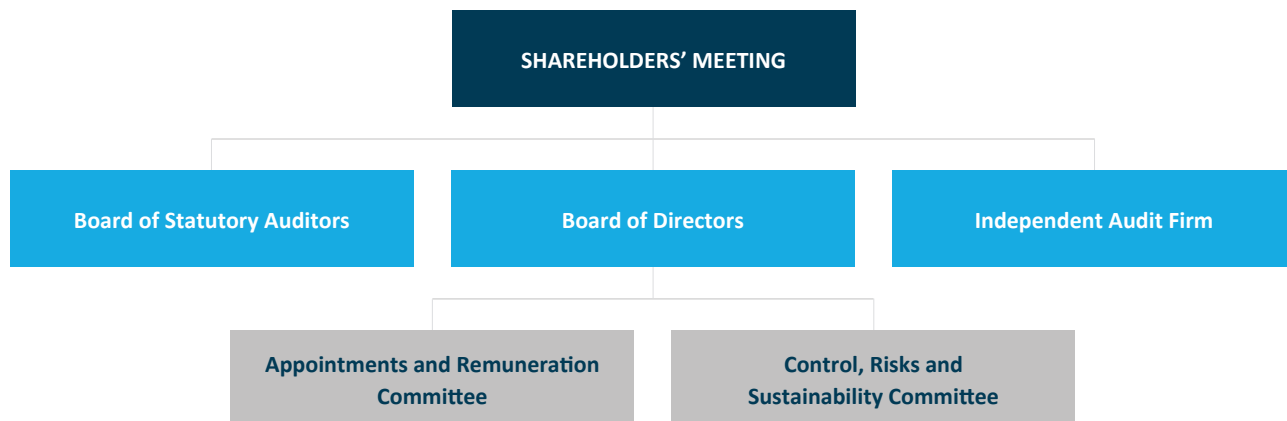 SHAREHOLDERS’ MEETING
Board of Statutory Auditors
Board of Directors
Independent Audit Firm
Appointments and Remuneration
Committee
Control, Risks and
Sustainability Committee